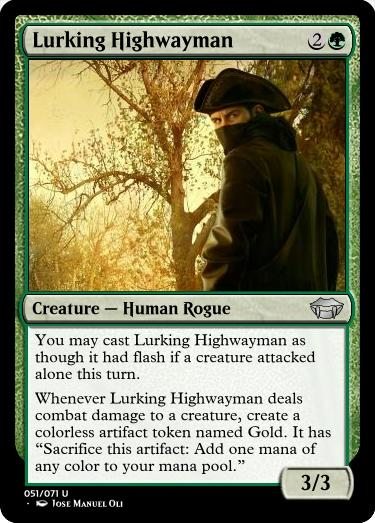 Lurking Highwayman 2
Creature — Human Rogue
You may cast Lurking Highwayman as
though it had flash if a creature attacked
alone this turn.
Whenever Lurking Highwayman deals
combat damage to a creature, create a
colorless artifact token named Gold. It has
“Sacrifice this artifact: Add one mana of
any color to your mana pool.”
3/3
051/071 U
Jose Manuel Oli